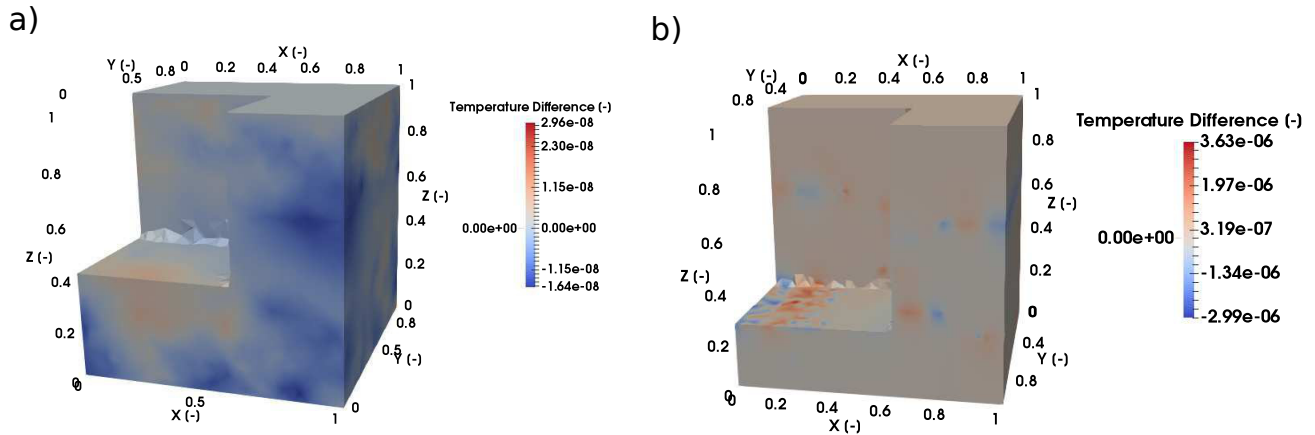 a)
X (-)
Y (-)
0.5 0.8 0 0.2 0.4 0.6 0.8 1
0
1
0.8
0.6
Z (-)
0.4
0.2
0
0
0.5
X (-)
1
0
1
0.8
0.6
Z (-)
0.4
0.2
0
0.8
0.5
Y (-)
Temperature Difference (-)
2.96e-08
2.30e-08
1.15e-08
0.00e+00 0.00e+00
-1.15e-08
-1.64e-08
b)
X (-)
Y (-)
0.8 0.4 0 0.2 0.4 0.6 0.8 1
1
0.8
0.6
Z (-)
0.4
0.2
0
0
0.2 0.4 0.6 0.8 1
X (-)
1
0.8
0.6
Z (-)
0.4
0.2
0
0.4
Y (-)
0.8
Temperature Difference (-)
3.63e-06
1.97e-06
0.00e+00 3.19e-07
-1.34e-06
-2.99e-06